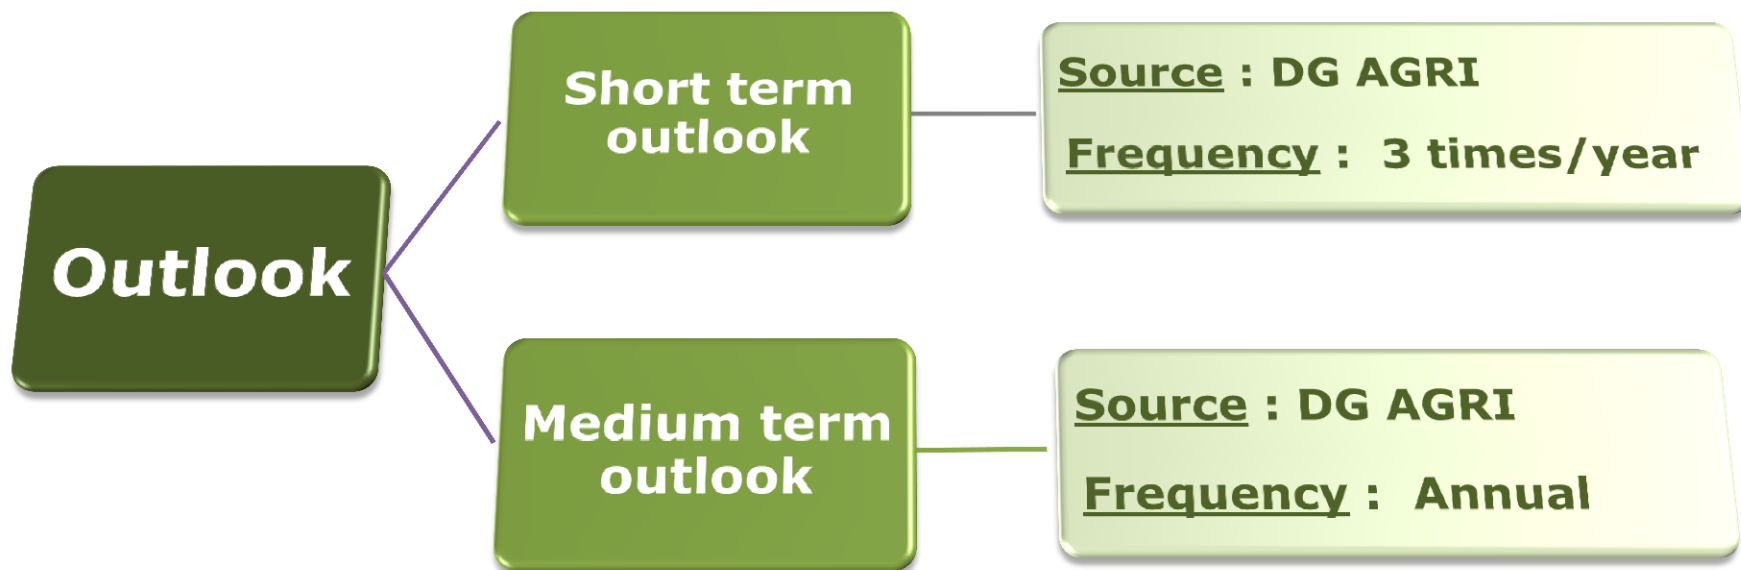 Outlook
Short term
outlook
Source : DG AGRI
Frequency : 3 times/year
Medium term
outlook
Source : DG AGRI
Frequency : Annual